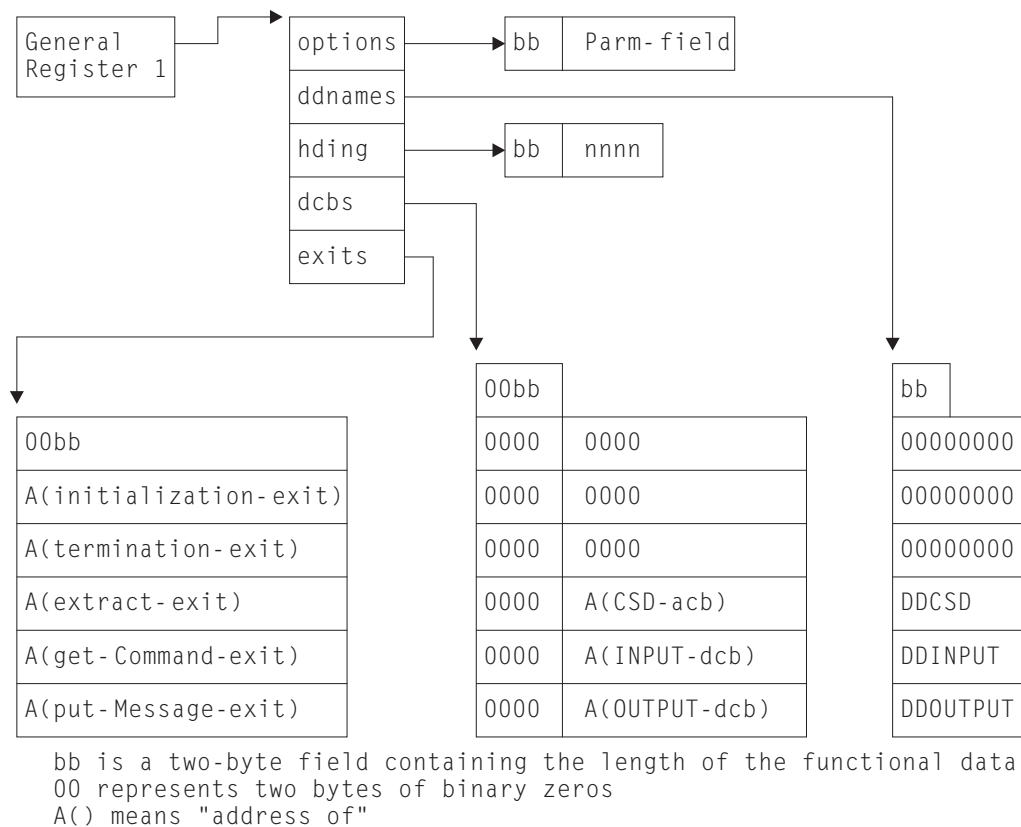 General
Register 1
options
bb Parm-field
ddnames
hding
bb nnnn
dcbs
exits
00bb
A(initialization-exit)
A(termination-exit)
A(extract-exit)
A(get-Command-exit)
A(put-Message-exit)
00bb
0000 0000
0000 0000
0000 0000
0000 A(CSD-acb)
0000 A(INPUT-dcb)
0000 A(OUTPUT-dcb)
bb
00000000
00000000
00000000
DDCSD
DDINPUT
DDOUTPUT
bb is a two-byte field containing the length of the functional data
00 represents two bytes of binary zeros
A() means "address of"